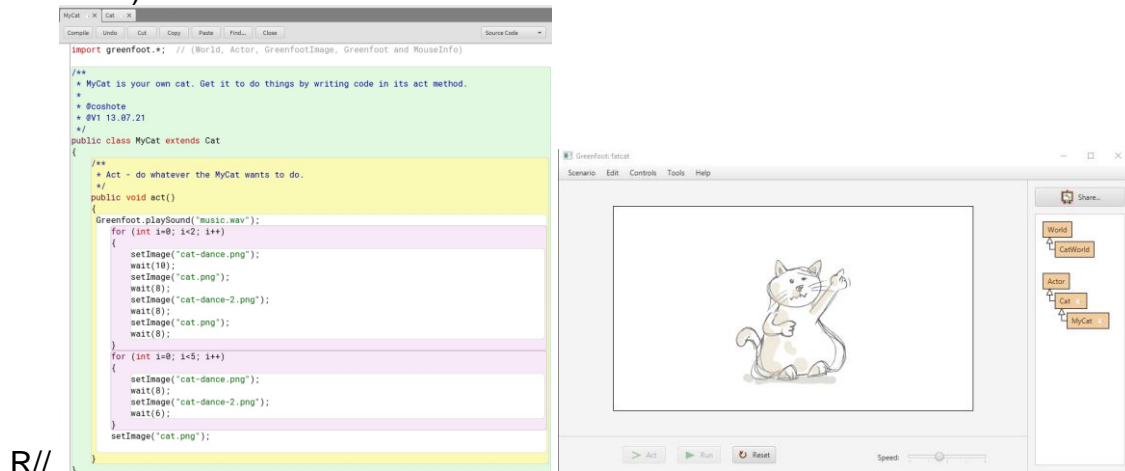 MyCat X Cat X
Compile Undo Cut Copy Paste Find... Close Source Code
import greenfoot.*; // (World, Actor, GreenfootImage, Greenfoot and MouseInfo)
/**
* MyCat is your own cat. Get it to do things by writing code in its act method.
*
* @coshote
* @V1 13.07.21
*/
public class MyCat extends Cat
{
/**
* Act - do whatever the MyCat wants to do.
*/
public void act()
{
Greenfoot.playSound("music.wav");
for (int i=0; i<2; i++)
{
setImage("cat-dance.png");
wait(10);
setImage("cat.png");
wait(8);
setImage("cat-dance-2.png");
wait(8);
setImage("cat.png");
wait(8);
}
for (int i=0; i<5; i++)
{
setImage("cat-dance.png");
wait(8);
setImage("cat-dance-2.png");
wait(6);
}
setImage("cat.png");
}
}
R//
Greenfoot: fatcat
Scenario Edit Controls Tools Help
Share...
World
CatWorld
Actor
Cat
MyCat
Act Run Reset Speed: